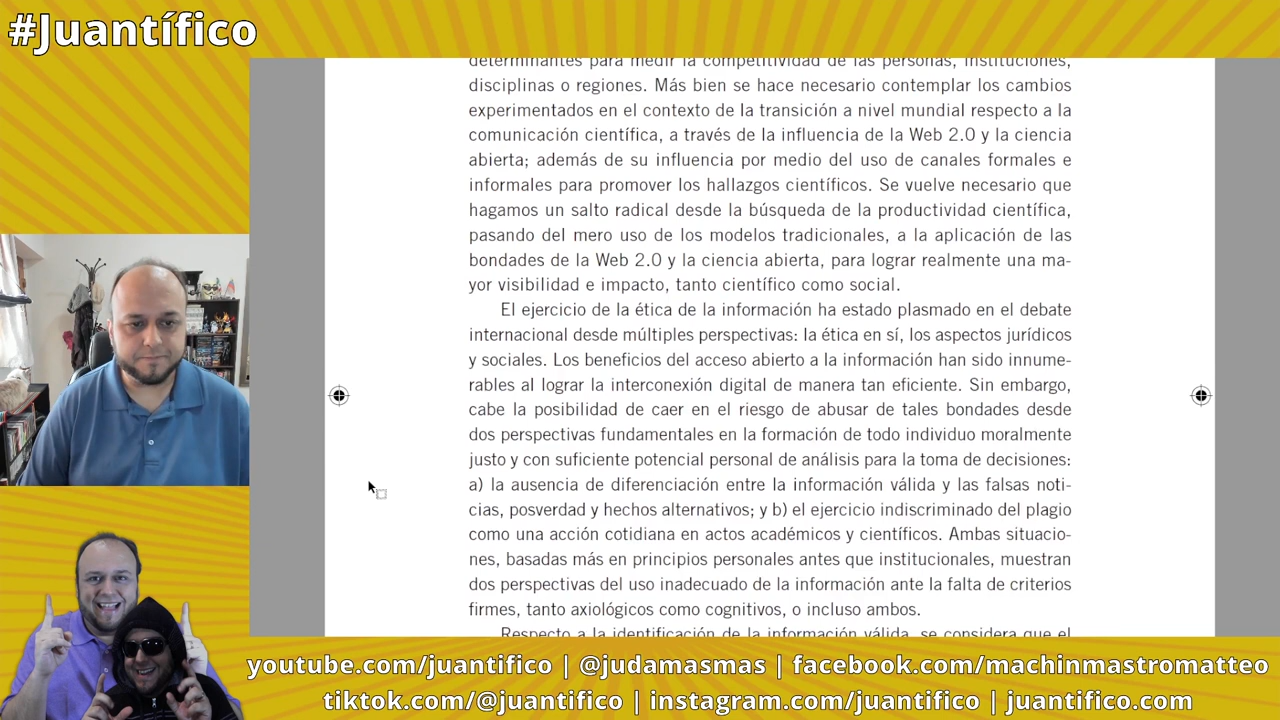 #Juantífico
determinantes para medir la competitividad de las personas, instituciones,
disciplinas o regiones. Más bien se hace necesario contemplar los cambios
experimentados en el contexto de la transición a nivel mundial respecto a la
comunicación científica, a través de la influencia de la Web 2.0 y la ciencia
abierta; además de su influencia por medio del uso de canales formales e
informales para promover los hallazgos científicos. Se vuelve necesario que
hagamos un salto radical desde la búsqueda de la productividad científica,
pasando del mero uso de los modelos tradicionales, a la aplicación de las
bondades de la Web 2.0 y la ciencia abierta, para lograr realmente una ma-
yor visibilidad e impacto, tanto científico como social.
El ejercicio de la ética de la información ha estado plasmado en el debate
internacional desde múltiples perspectivas: la ética en sí, los aspectos jurídicos
y sociales. Los beneficios del acceso abierto a la información han sido innume-
rables al lograr la interconexión digital de manera tan eficiente. Sin embargo,
cabe la posibilidad de caer en el riesgo de abusar de tales bondades desde
dos perspectivas fundamentales en la formación de todo individuo moralmente
justo y con suficiente potencial personal de análisis para la toma de decisiones:
a) la ausencia de diferenciación entre la información válida y las falsas noti-
cias, posverdad y hechos alternativos; y b) el ejercicio indiscriminado del plagio
como una acción cotidiana en actos académicos y científicos. Ambas situacio-
nes, basadas más en principios personales antes que institucionales, muestran
dos perspectivas del uso inadecuado de la información ante la falta de criterios
firmes, tanto axiológicos como cognitivos, o incluso ambos.
Respecto a la identificación de la información válida, se considera que el
youtube.com/juantifico | @judamasmas | facebook.com/machinmastromatteo
tiktok.com/@juantifico | instagram.com/juantifico | juantifico.com